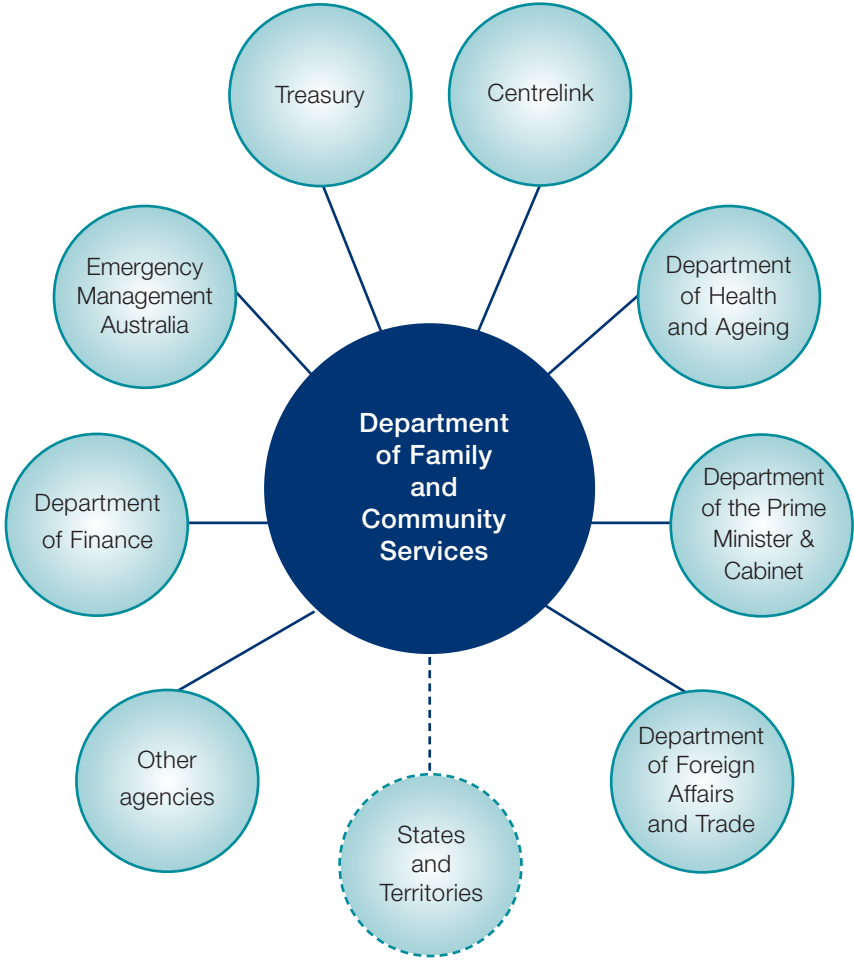 Treasury
Centrelink
Emergency
Management
Australia
Department
of Health
and Ageing
Department
of Family
and
Community
Services
Department
of Finance
Department
of the Prime
Minister &
Cabinet
Other
agencies
States
and
Territories
Department
of Foreign
Affairs
and Trade